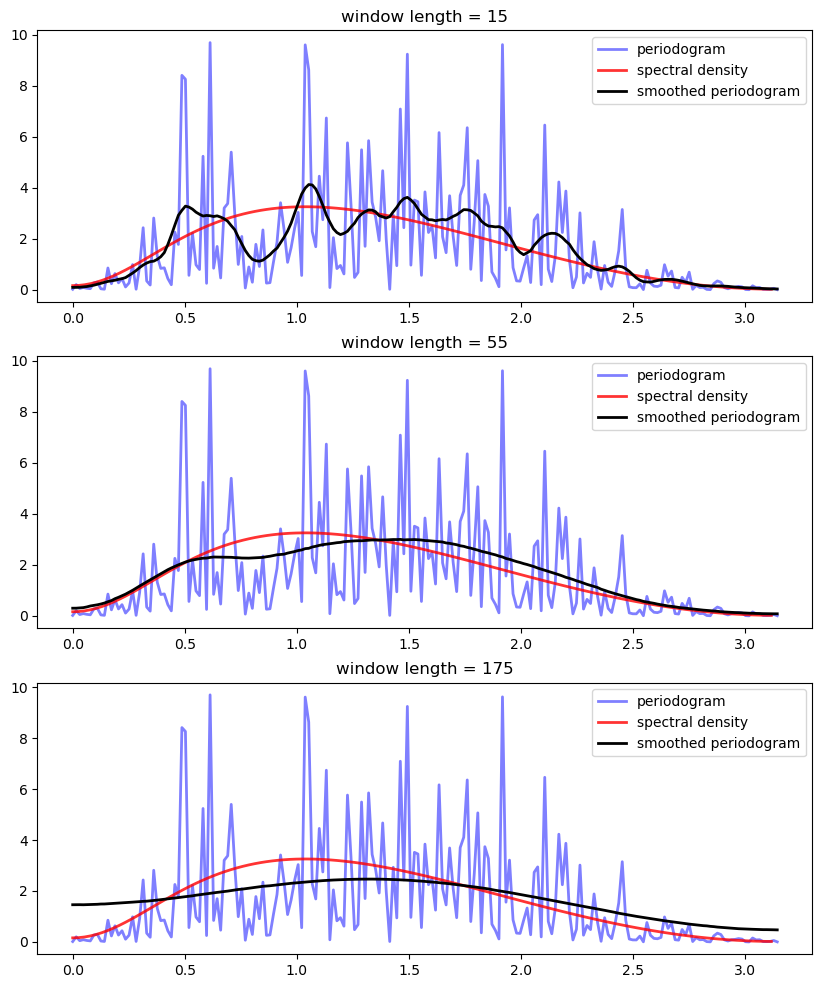 window length = 15
10
8
6
4
2
0
periodogram
spectral density
smoothed periodogram
0.0 0.5 1.0 1.5 2.0 2.5 3.0
window length = 55
10
8
6
4
2
0
periodogram
spectral density
smoothed periodogram
0.0 0.5 1.0 1.5 2.0 2.5 3.0
window length = 175
10
8
6
4
2
0
periodogram
spectral density
smoothed periodogram
0.0 0.5 1.0 1.5 2.0 2.5 3.0